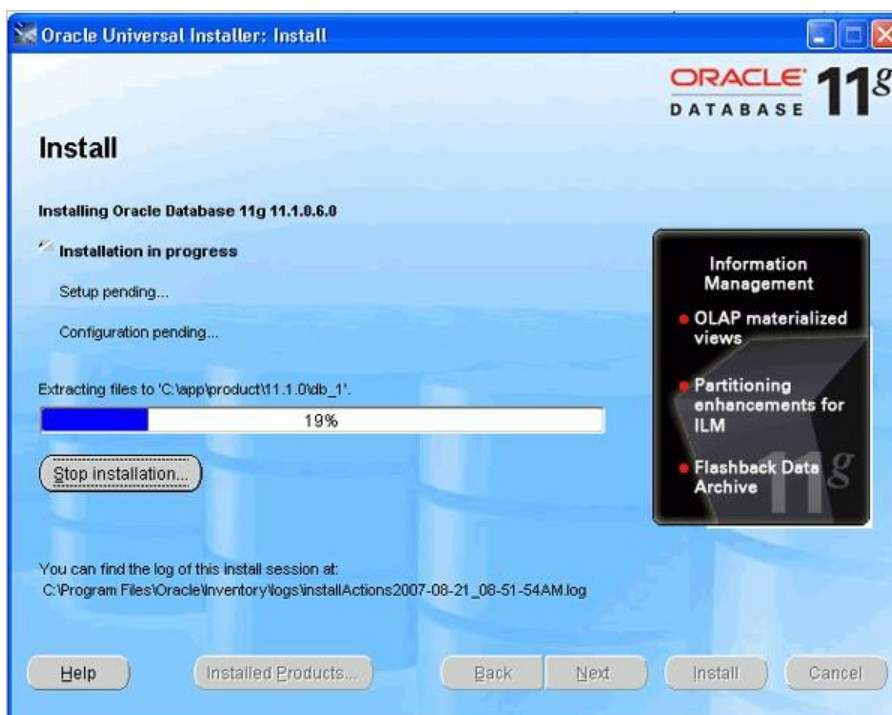 Oracle Universal Installer: Install
ORACLE
DATABASE
11g
Install
Installing Oracle Database 11g 11.1.0.6.0
Installation in progress
Setup pending...
Configuration pending...
Extracting files to 'C:\app\product\11.1.0\db_1'.
19%
Stop installation...
Information
Management
OLAP materialized
views
Partitioning
enhancements for
ILM
Flashback Data
Archive
11g
You can find the log of this install session at:
C:\Program Files\Oracle\Inventory\logs\installActions2007-08-21_08-51-54AM.log
Help
Installed Products...
Back
Next
Install
Cancel